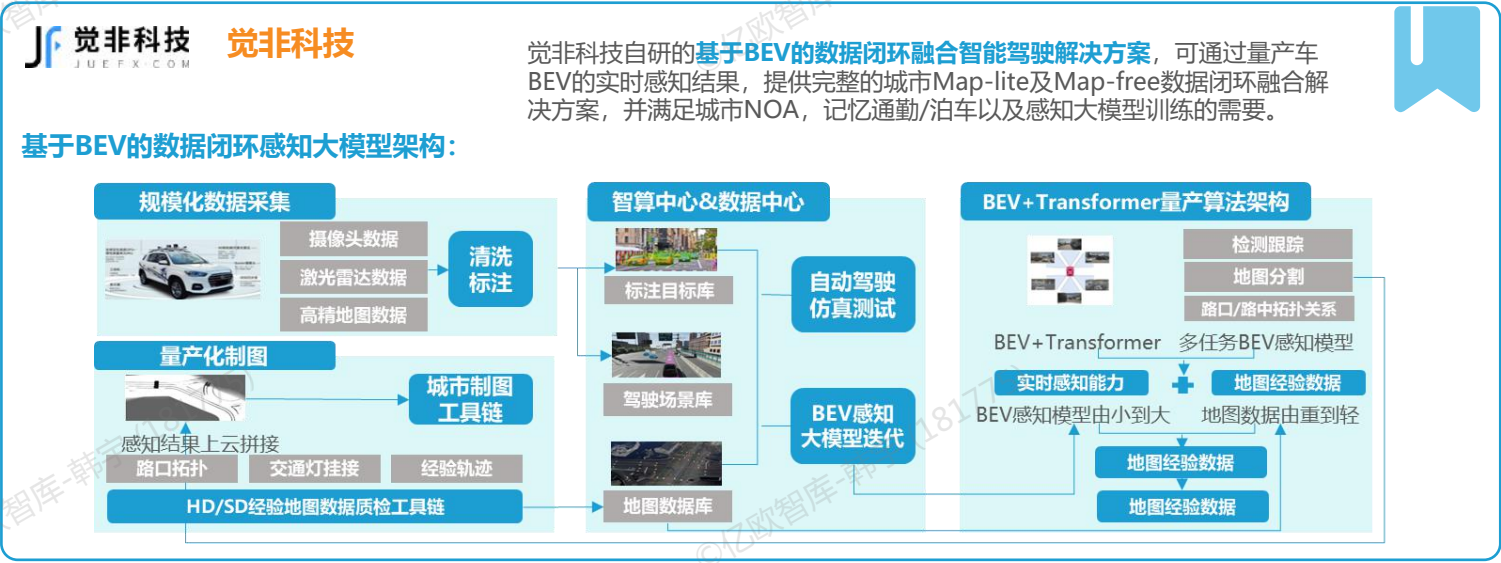 觉非科技
JUEFX.COM
觉非科技
觉非科技自研的基于BEV的数据闭环融合智能驾驶解决方案，可通过量产车
BEV的实时感知结果，提供完整的城市Map-lite及Map-free数据闭环融合解
决方案，并满足城市NOA，记忆通勤/泊车以及感知大模型训练的需要。
基于BEV的数据闭环感知大模型架构：
规模化数据采集
摄像头数据
激光雷达数据
高精地图数据
清洗
标注
量产化制图
城市制图
工具链
感知结果上云拼接
路口拓扑
交通灯挂接
经验轨迹
HD/SD经验地图数据质检工具链
智算中心&数据中心
标注目标库
驾驶场景库
地图数据库
自动驾驶
仿真测试
BEV感知
大模型迭代
BEV+Transformer量产算法架构
检测跟踪
地图分割
路口/路中拓扑关系
BEV+Transformer
多任务BEV感知模型
实时感知能力
地图经验数据
BEV感知模型由小到大
地图数据由重到轻
地图经验数据
地图经验数据
©亿欧智库